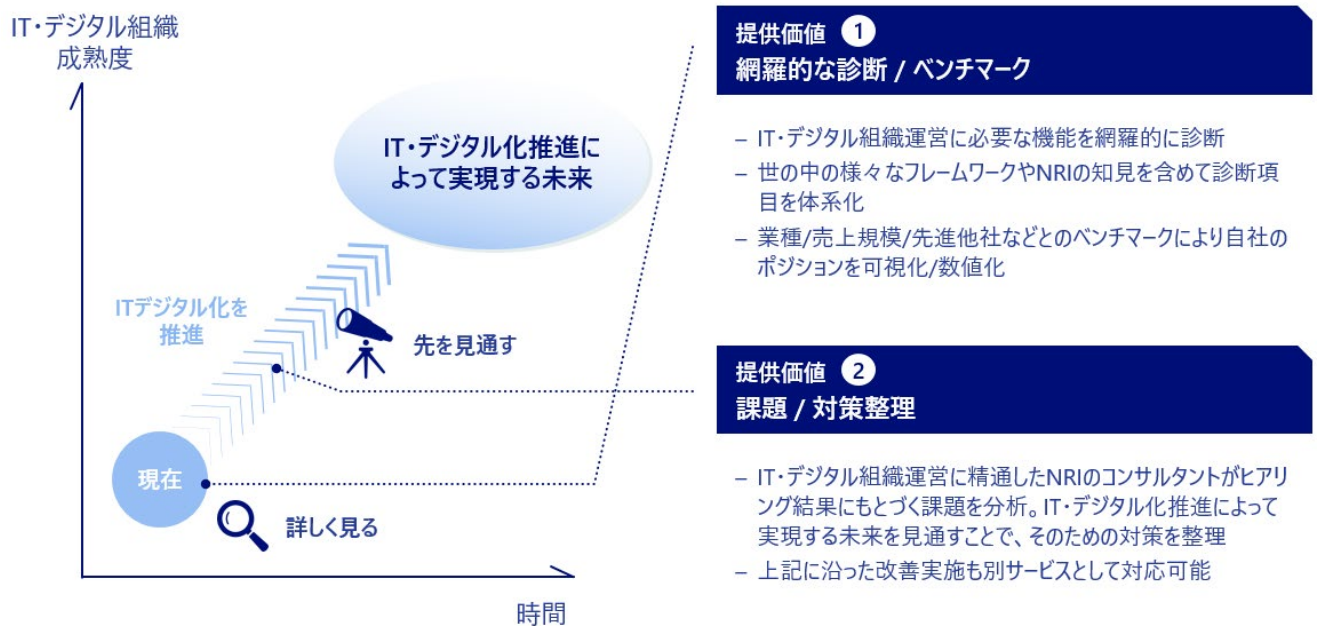 IT・デジタル組織
成熟度
IT・デジタル化推進に
よって実現する未来
ITデジタル化を
推進
先を見通す
現在
詳しく見る
時間
提供価値 1
網羅的な診断 / ベンチマーク
– IT・デジタル組織運営に必要な機能を網羅的に診断
– 世の中の様々なフレームワークやNRIの知見を含めて診断項
目を体系化
– 業種/売上規模/先進他社などとのベンチマークにより自社の
ポジションを可視化/数値化
提供価値 2
課題 / 対策整理
– IT・デジタル組織運営に精通したNRIのコンサルタントがヒアリ
ング結果にもとづく課題を分析。IT・デジタル化推進によって
実現する未来を見通すことで、そのための対策を整理
– 上記に沿った改善実施も別サービスとして対応可能